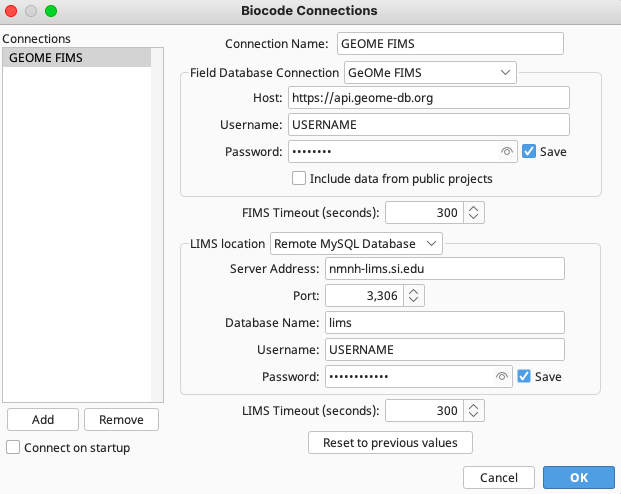 Biocode Connections
Connections
GEOME FIMS
Connection Name: GEOME FIMS
Field Database Connection GeOMe FIMS
Host: https://api.geome-db.org
Username: USERNAME
Password: •••••••• Save
Include data from public projects
FIMS Timeout (seconds): 300
LIMS location Remote MySQL Database
Server Address: nmnh-lims.si.edu
Port: 3,306
Database Name: lims
Username: USERNAME
Password: •••••••••••• Save
Add Remove
LIMS Timeout (seconds): 300
Connect on startup
Reset to previous values
Cancel OK